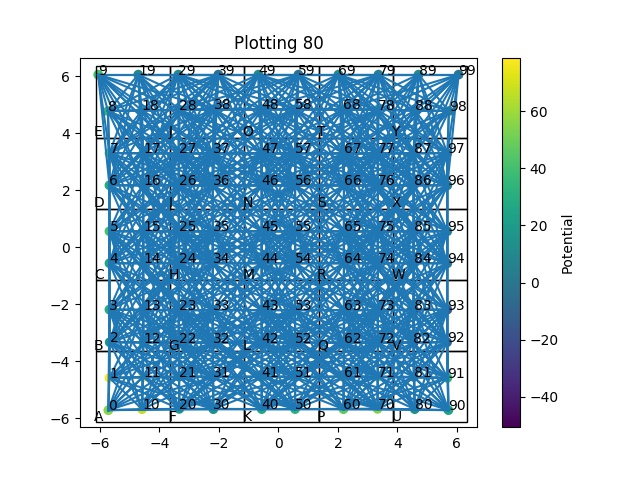 Plotting 80
9 19 29 39 49 59 69 79 89 99
6
8 18 28 38 48 58 68 78 88 98
60
4 E J O T Y
7 17 27 37 47 57 67 77 87 97
40
6 16 26 36 46 56 66 76 86 96
2
D I N S X
5 15 25 35 45 55 65 75 85 95
20
0
Potential
4 14 24 34 44 54 64 74 84 94
C H M R W
0
3 13 23 33 43 53 63 73 83 93
−2
2 12 22 32 42 52 62 72 82 92
−20
B G L Q V
−4
1 11 21 31 41 51 61 71 81 91
−40
0 10 20 30 40 50 60 70 80 90
−6 A F K P U
−6 −4 −2 0 2 4 6